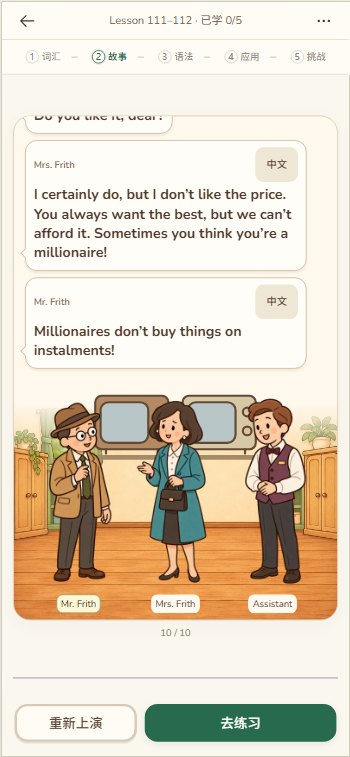 Lesson 111–112 · 已学 0/5
1 词汇 – 2 故事 – 3 语法 – 4 应用 – 5 挑战
Do you like it, dear?
Mrs. Frith 中文
I certainly do, but I don’t like the price.
You always want the best, but we can’t
afford it. Sometimes you think you’re a
millionaire!
Mr. Frith 中文
Millionaires don’t buy things on
instalments!
Mr. Frith Mrs. Frith Assistant
10 / 10
重新上演 去练习